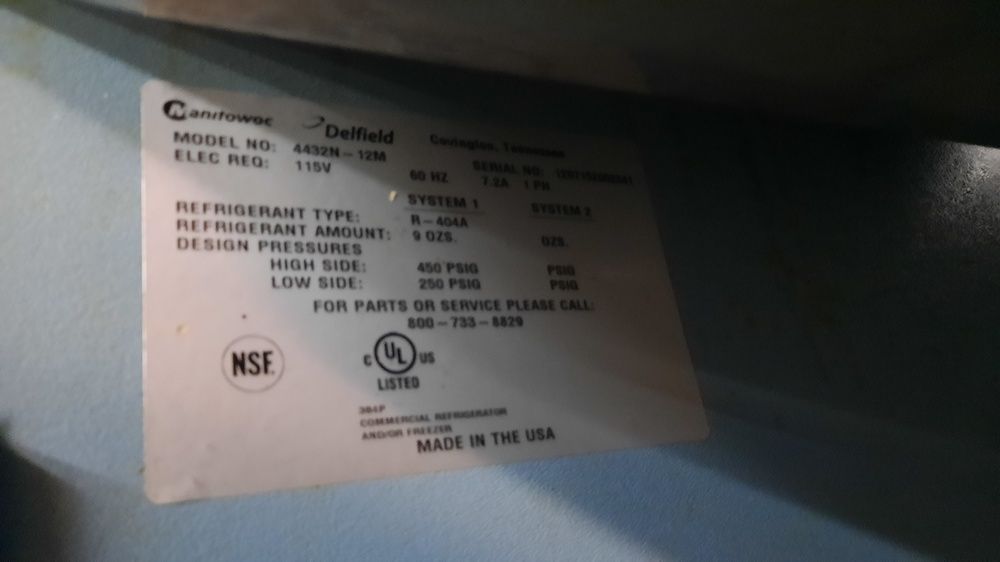 Manitowoc Delfield Covington, Tennessee
MODEL NO: 4432N-12M SERIAL NO:
ELEC REQ: 115V 60 HZ 7.2A 1 PH
SYSTEM 1 SYSTEM 2
REFRIGERANT TYPE: R-404A
REFRIGERANT AMOUNT: 9 OZS. OZS.
DESIGN PRESSURES
HIGH SIDE: 450 PSIG PSIG
LOW SIDE: 250 PSIG PSIG
FOR PARTS OR SERVICE PLEASE CALL:
800-733-8829
NSF.
C UL US
LISTED
384P
COMMERCIAL REFRIGERATOR
AND/OR FREEZER
MADE IN THE USA